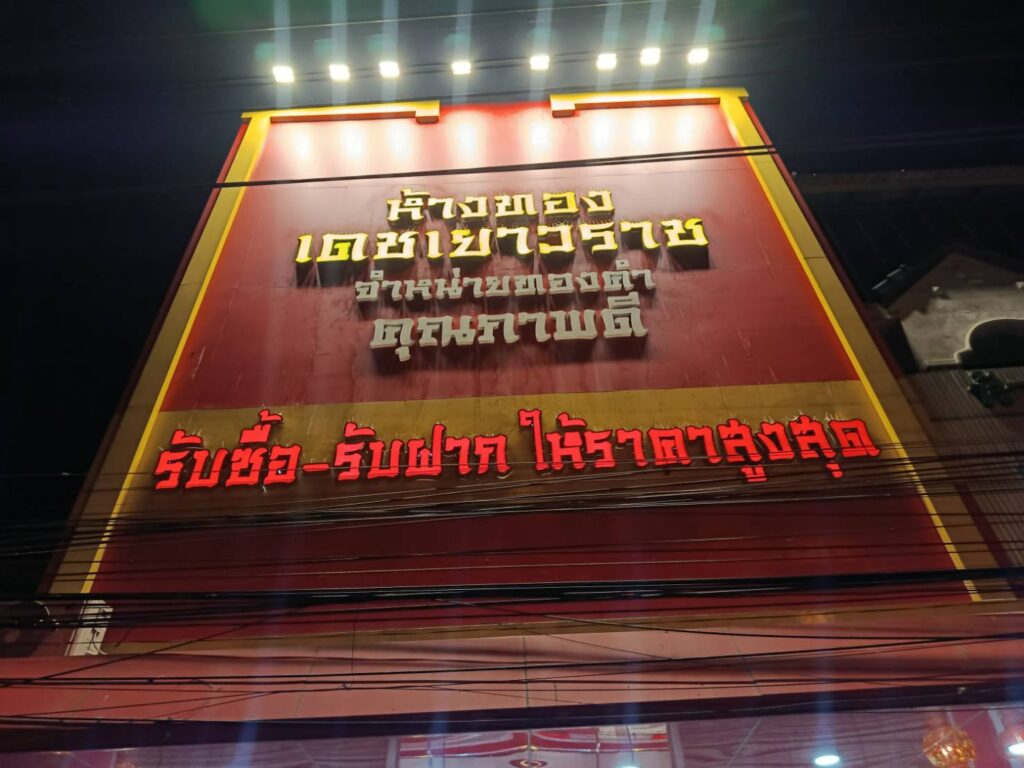 ห้างทอง
เดชเยาวราช
จำหน่ายทองคำ
คุณภาพดี
รับซื้อ-รับฝาก ให้ราคาสูงสุด